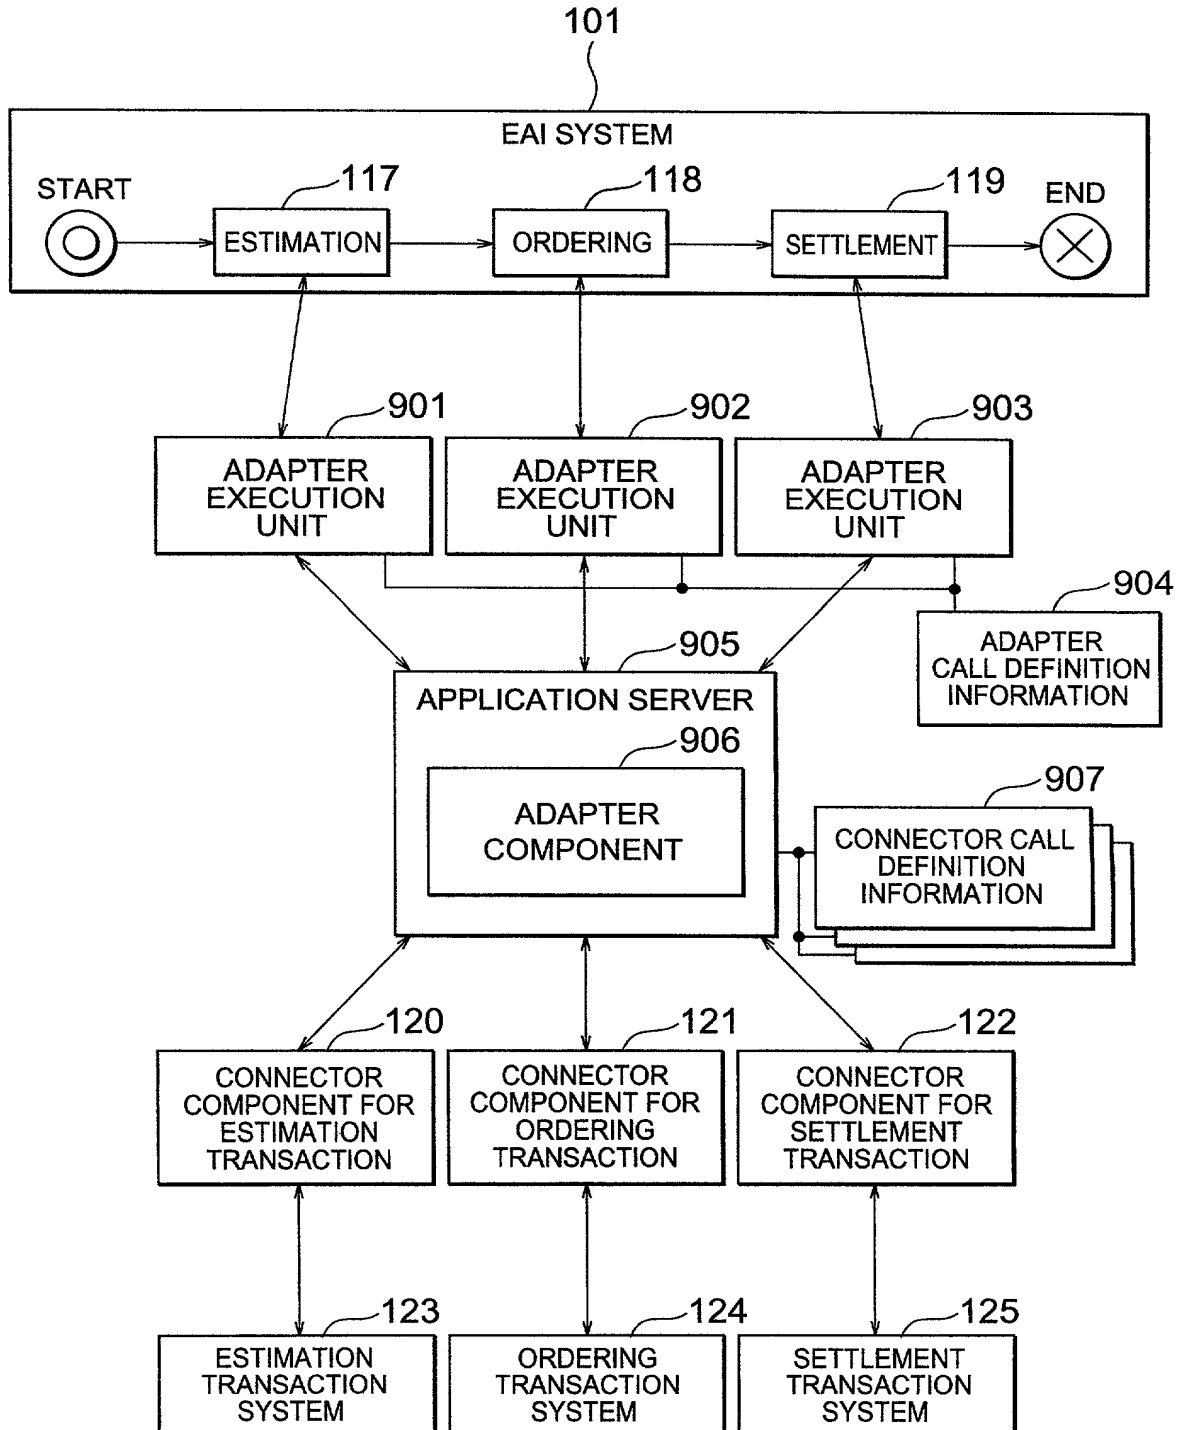 101
EAI SYSTEM
START
117
118
119
END
ESTIMATION
ORDERING
SETTLEMENT
901
902
903
ADAPTER
EXECUTION
UNIT
ADAPTER
EXECUTION
UNIT
ADAPTER
EXECUTION
UNIT
904
ADAPTER
CALL DEFINITION
INFORMATION
905
APPLICATION SERVER
906
ADAPTER
COMPONENT
907
CONNECTOR CALL
DEFINITION
INFORMATION
120
121
122
CONNECTOR
COMPONENT FOR
ESTIMATION
TRANSACTION
CONNECTOR
COMPONENT FOR
ORDERING
TRANSACTION
CONNECTOR
COMPONENT FOR
SETTLEMENT
TRANSACTION
123
124
125
ESTIMATION
TRANSACTION
SYSTEM
ORDERING
TRANSACTION
SYSTEM
SETTLEMENT
TRANSACTION
SYSTEM